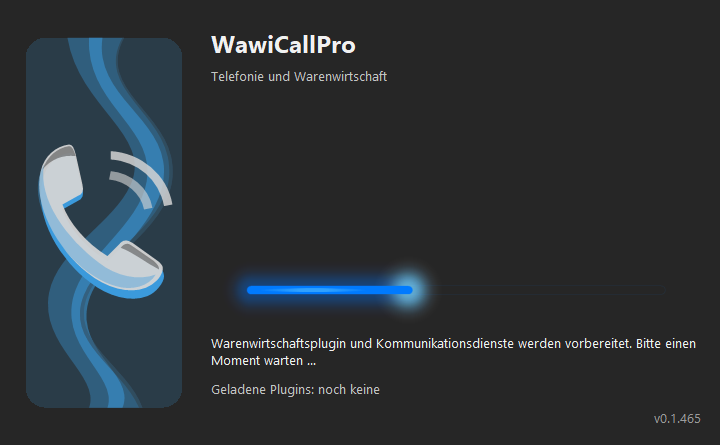 WawiCallPro
Telefonie und Warenwirtschaft
Warenwirtschaftsplugin und Kommunikationsdienste werden vorbereitet. Bitte einen
Moment warten ...
Geladene Plugins: noch keine
v0.1.465